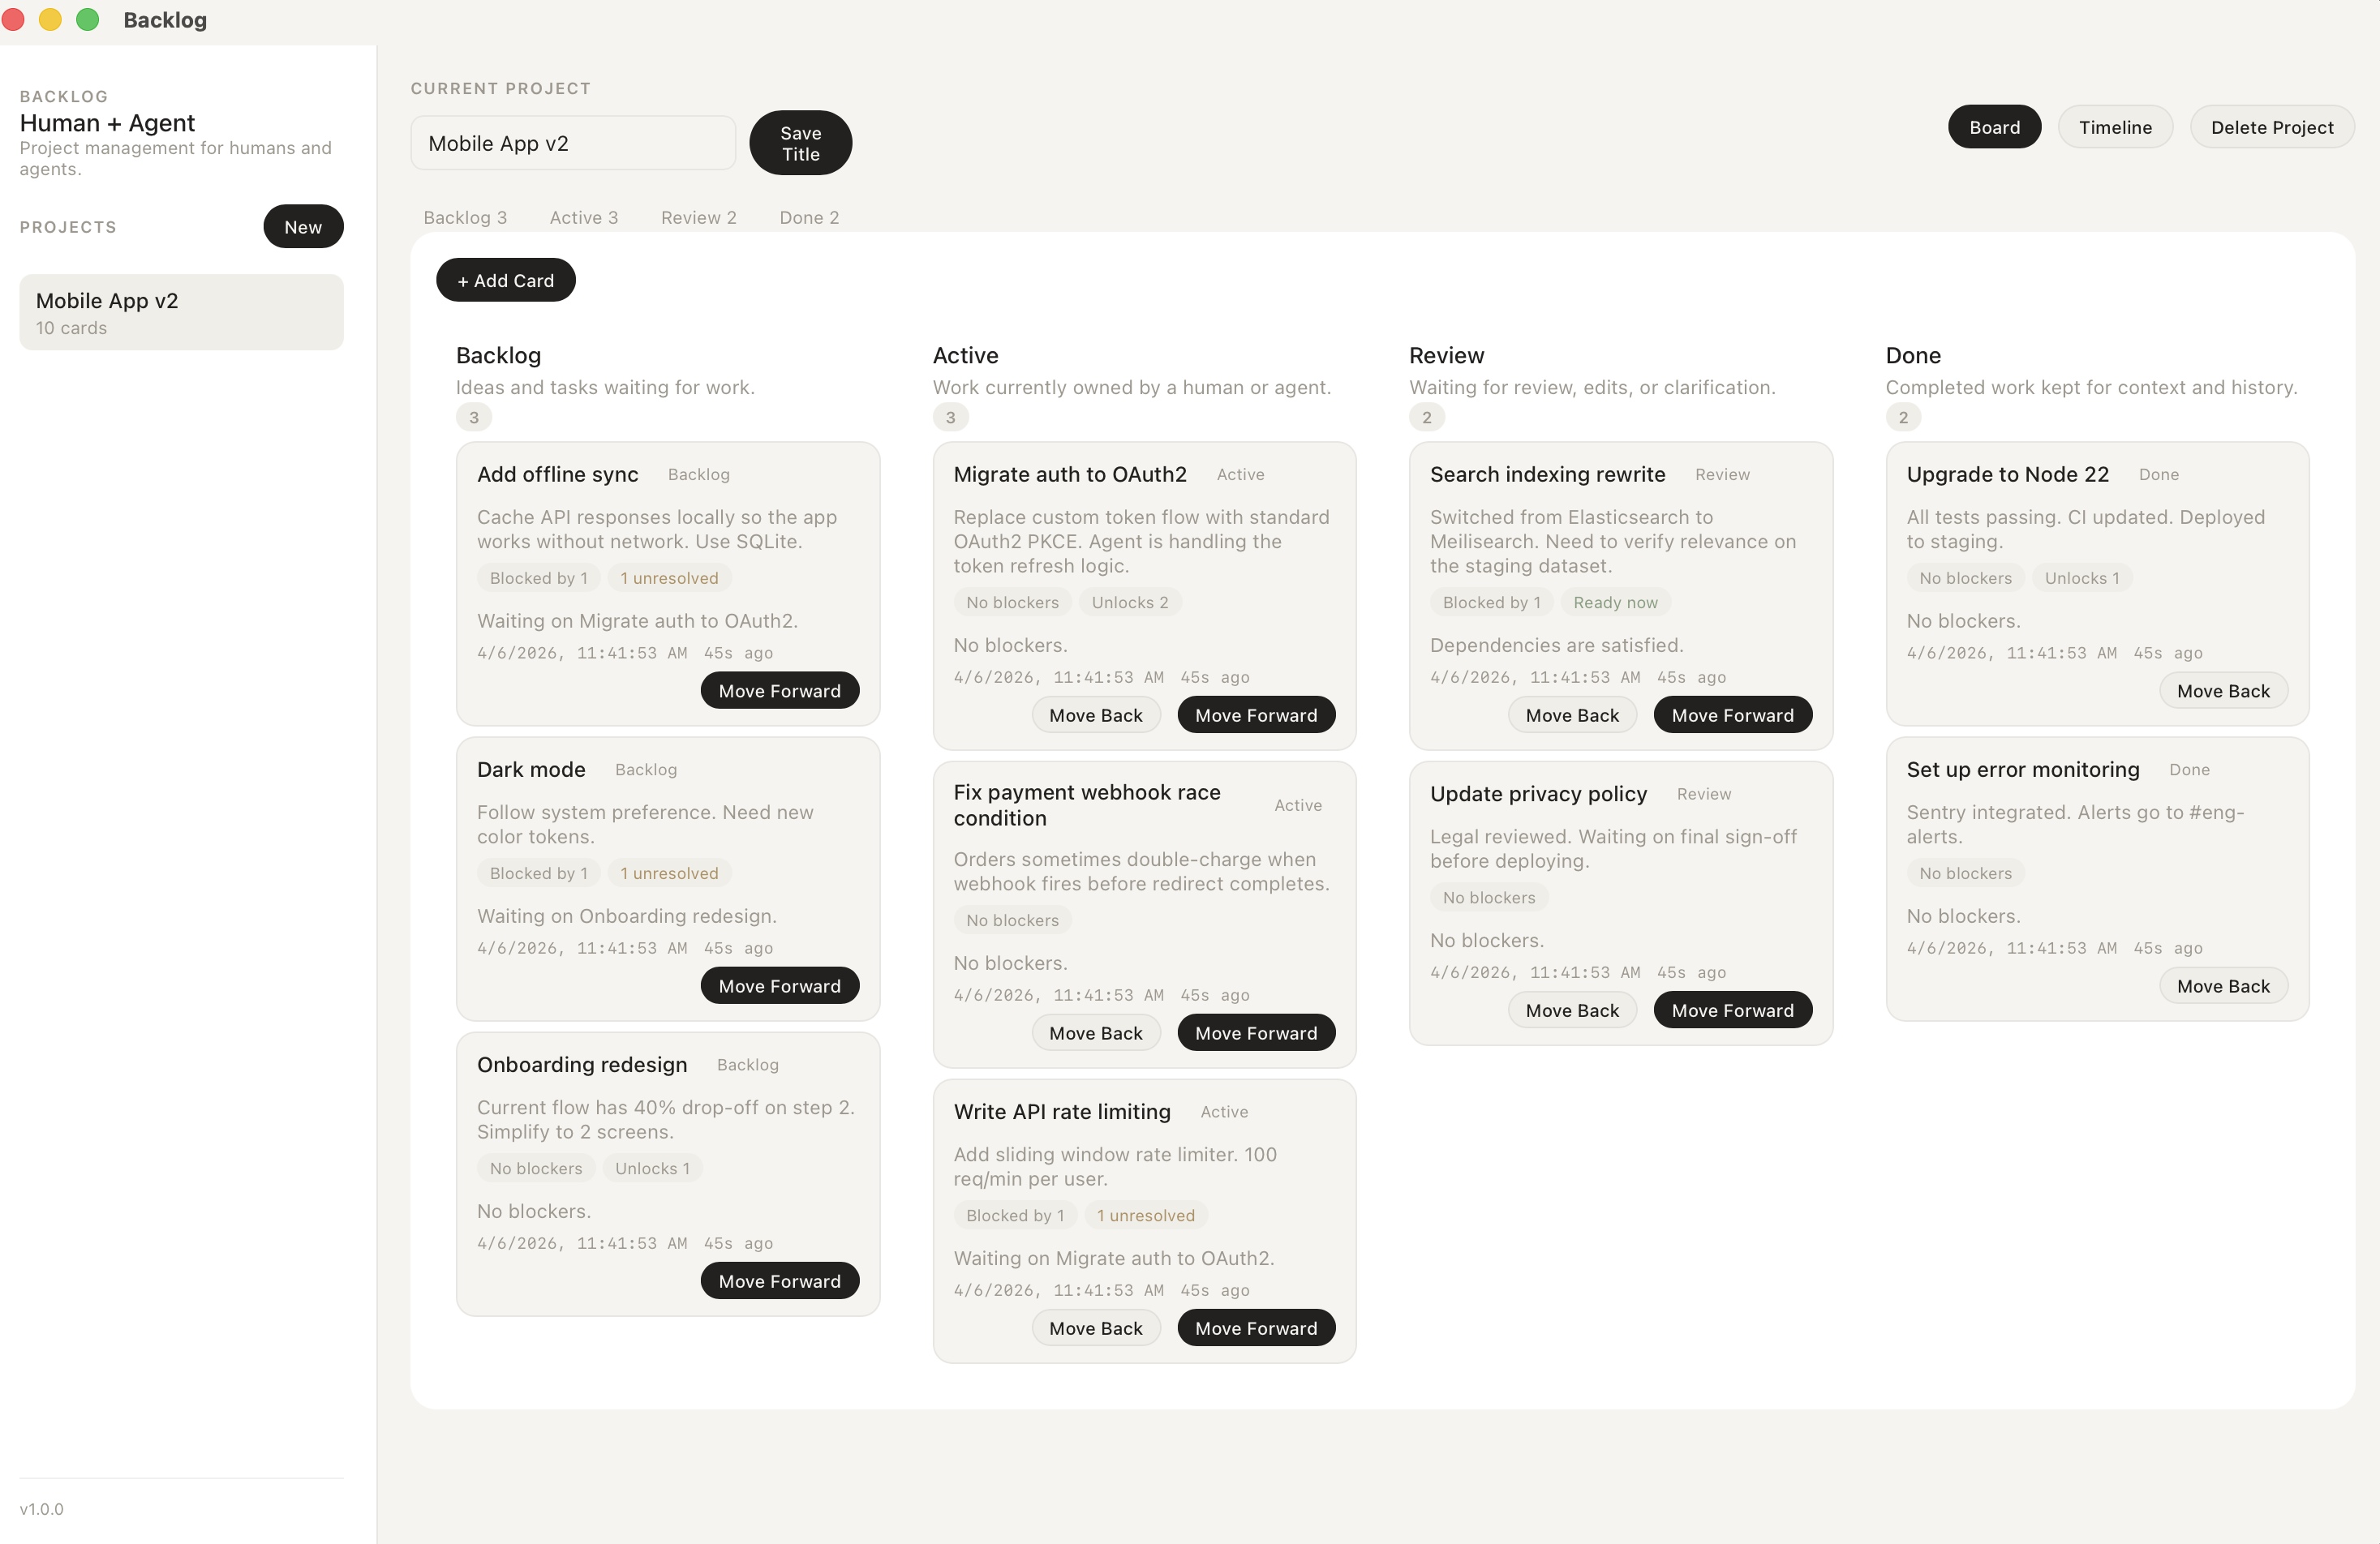 Backlog
BACKLOG
Human + Agent
Project management for humans and
agents.
PROJECTS
New
Mobile App v2
10 cards
v1.0.0
CURRENT PROJECT
Mobile App v2
Save
Title
Board
Timeline
Delete Project
Backlog 3
Active 3
Review 2
Done 2
+ Add Card
Backlog
Ideas and tasks waiting for work.
3
Add offline sync Backlog
Cache API responses locally so the app
works without network. Use SQLite.
Blocked by 1 1 unresolved
Waiting on Migrate auth to OAuth2.
4/6/2026, 11:41:53 AM 45s ago
Move Forward
Dark mode Backlog
Follow system preference. Need new
color tokens.
Blocked by 1 1 unresolved
Waiting on Onboarding redesign.
4/6/2026, 11:41:53 AM 45s ago
Move Forward
Onboarding redesign Backlog
Current flow has 40% drop-off on step 2.
Simplify to 2 screens.
No blockers Unlocks 1
No blockers.
4/6/2026, 11:41:53 AM 45s ago
Move Forward
Active
Work currently owned by a human or agent.
3
Migrate auth to OAuth2 Active
Replace custom token flow with standard
OAuth2 PKCE. Agent is handling the
token refresh logic.
No blockers Unlocks 2
No blockers.
4/6/2026, 11:41:53 AM 45s ago
Move Back Move Forward
Fix payment webhook race
condition
Active
Orders sometimes double-charge when
webhook fires before redirect completes.
No blockers
No blockers.
4/6/2026, 11:41:53 AM 45s ago
Move Back Move Forward
Write API rate limiting Active
Add sliding window rate limiter. 100
req/min per user.
Blocked by 1 1 unresolved
Waiting on Migrate auth to OAuth2.
4/6/2026, 11:41:53 AM 45s ago
Move Back Move Forward
Review
Waiting for review, edits, or clarification.
2
Search indexing rewrite Review
Switched from Elasticsearch to
Meilisearch. Need to verify relevance on
the staging dataset.
Blocked by 1 Ready now
Dependencies are satisfied.
4/6/2026, 11:41:53 AM 45s ago
Move Back Move Forward
Update privacy policy Review
Legal reviewed. Waiting on final sign-off
before deploying.
No blockers
No blockers.
4/6/2026, 11:41:53 AM 45s ago
Move Back Move Forward
Done
Completed work kept for context and history.
2
Upgrade to Node 22 Done
All tests passing. CI updated. Deployed
to staging.
No blockers Unlocks 1
No blockers.
4/6/2026, 11:41:53 AM 45s ago
Move Back
Set up error monitoring Done
Sentry integrated. Alerts go to #eng-
alerts.
No blockers
No blockers.
4/6/2026, 11:41:53 AM 45s ago
Move Back